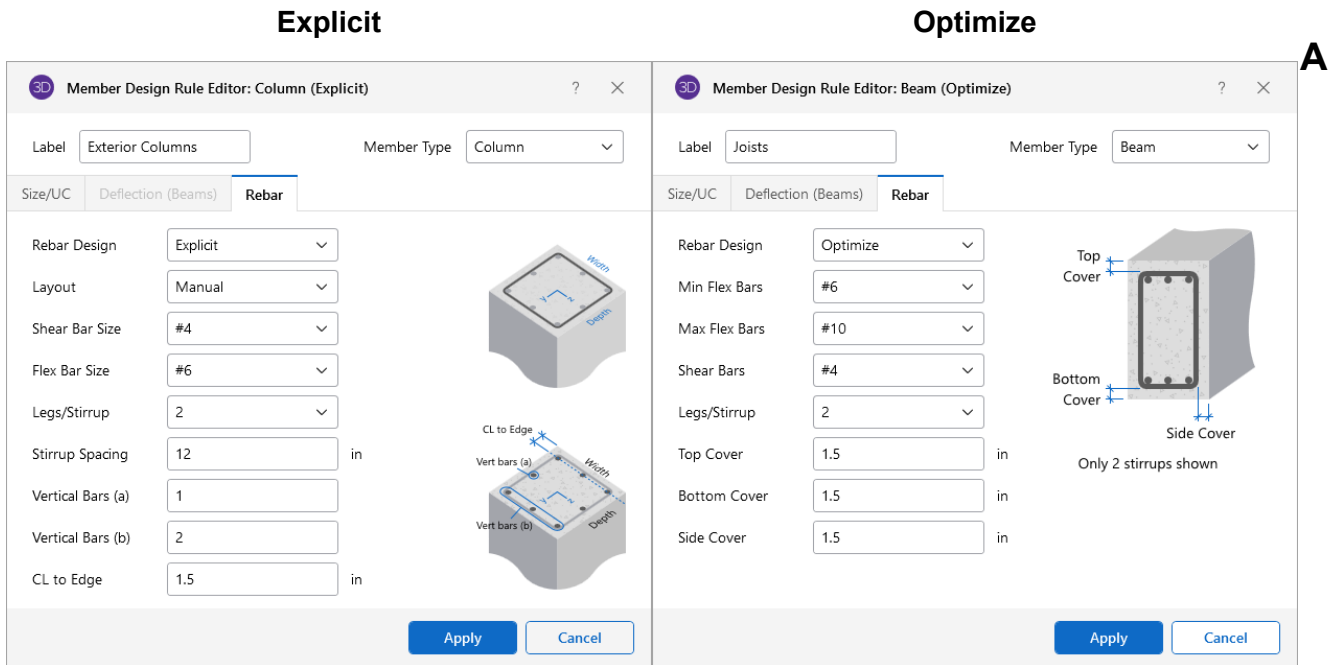 Explicit
Optimize
A
3D Member Design Rule Editor: Column (Explicit) ? ×
Label Exterior Columns Member Type Column
Size/UC Deflection (Beams) Rebar
Rebar Design Explicit
Layout Manual
Shear Bar Size #4
Flex Bar Size #6
Legs/Stirrup 2
Stirrup Spacing 12 in
Vertical Bars (a) 1
Vertical Bars (b) 2
CL to Edge 1.5 in
Width
y z
Depth
CL to Edge
Vert bars (a)
Width
y z
Vert bars (b)
Depth
Apply Cancel
3D Member Design Rule Editor: Beam (Optimize) ? ×
Label Joists Member Type Beam
Size/UC Deflection (Beams) Rebar
Rebar Design Optimize
Min Flex Bars #6
Max Flex Bars #10
Shear Bars #4
Legs/Stirrup 2
Top Cover 1.5 in
Bottom Cover 1.5 in
Side Cover 1.5 in
Top
Cover
Bottom
Cover
Side Cover
Only 2 stirrups shown
Apply Cancel